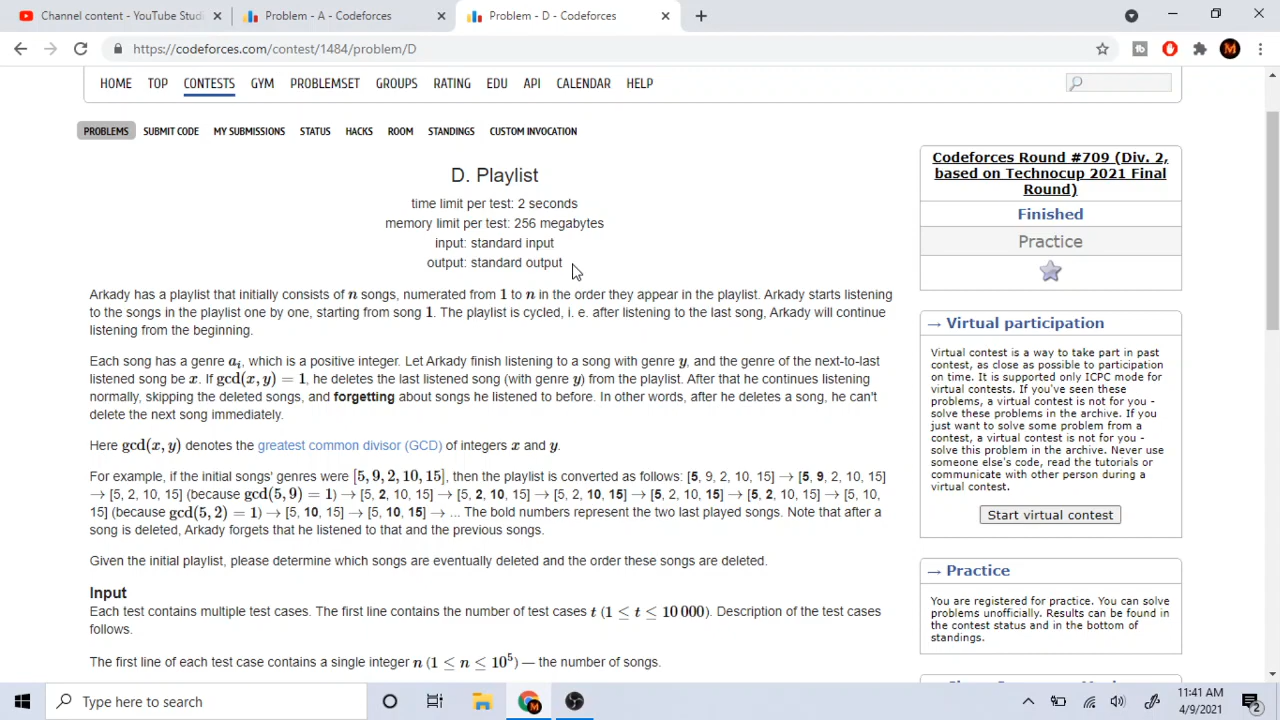 Channel content - YouTube Studi
Problem - A - Codeforces
Problem - D - Codeforces
https://codeforces.com/contest/1484/problem/D
HOME TOP CONTESTS GYM PROBLEMSET GROUPS RATING EDU API CALENDAR HELP
PROBLEMS SUBMIT CODE MY SUBMISSIONS STATUS HACKS ROOM STANDINGS CUSTOM INVOCATION
D. Playlist
time limit per test: 2 seconds
memory limit per test: 256 megabytes
input: standard input
output: standard output
Arkady has a playlist that initially consists of n songs, numerated from 1 to n in the order they appear in the playlist. Arkady starts listening
to the songs in the playlist one by one, starting from song 1. The playlist is cycled, i. e. after listening to the last song, Arkady will continue
listening from the beginning.
Each song has a genre aᵢ, which is a positive integer. Let Arkady finish listening to a song with genre y, and the genre of the next-to-last
listened song be x. If gcd(x, y) = 1, he deletes the last listened song (with genre y) from the playlist. After that he continues listening
normally, skipping the deleted songs, and forgetting about songs he listened to before. In other words, after he deletes a song, he can't
delete the next song immediately.
Here gcd(x, y) denotes the greatest common divisor (GCD) of integers x and y.
For example, if the initial songs' genres were [5, 9, 2, 10, 15], then the playlist is converted as follows: [5, 9, 2, 10, 15] → [5, 9, 2, 10, 15]
→ [5, 2, 10, 15] (because gcd(5, 9) = 1) → [5, 2, 10, 15] → [5, 2, 10, 15] → [5, 2, 10, 15] → [5, 2, 10, 15] → [5, 2, 10, 15] → [5, 10,
15] (because gcd(5, 2) = 1) → [5, 10, 15] → [5, 10, 15] → ... The bold numbers represent the two last played songs. Note that after a
song is deleted, Arkady forgets that he listened to that and the previous songs.
Given the initial playlist, please determine which songs are eventually deleted and the order these songs are deleted.
Input
Each test contains multiple test cases. The first line contains the number of test cases t (1 ≤ t ≤ 10 000). Description of the test cases
follows.
The first line of each test case contains a single integer n (1 ≤ n ≤ 10⁵) — the number of songs.
Codeforces Round #709 (Div. 2,
based on Technocup 2021 Final
Round)
Finished
Practice
→ Virtual participation
Virtual contest is a way to take part in past
contest, as close as possible to participation
on time. It is supported only ICPC mode for
virtual contests. If you've seen these
problems, a virtual contest is not for you -
solve these problems in the archive. If you
just want to solve some problem from a
contest, a virtual contest is not for you -
solve this problem in the archive. Never use
someone else's code, read the tutorials or
communicate with other person during a
virtual contest.
Start virtual contest
→ Practice
You are registered for practice. You can solve
problems unofficially. Results can be found in
the contest status and in the bottom of
standings.
Type here to search
11:41 AM
4/9/2021
2